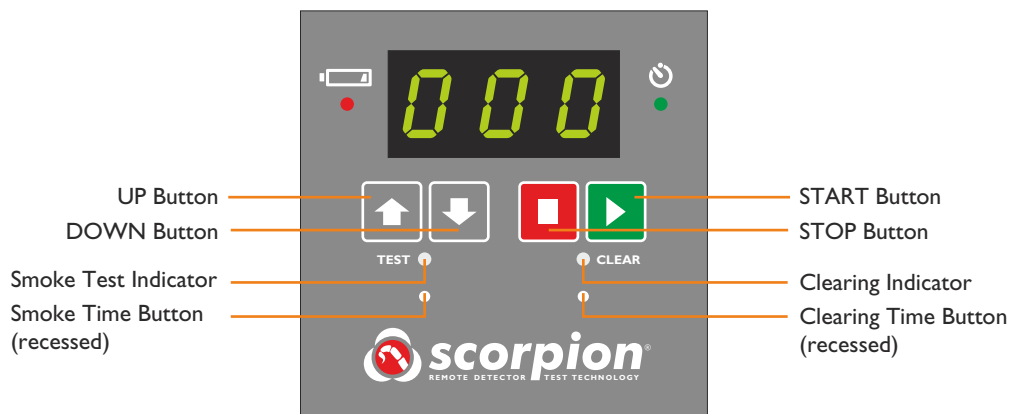 000
UP Button
DOWN Button
Smoke Test Indicator
Smoke Time Button
(recessed)
START Button
STOP Button
Clearing Indicator
Clearing Time Button
(recessed)
TEST
CLEAR
scorpion®
REMOTE DETECTOR TEST TECHNOLOGY